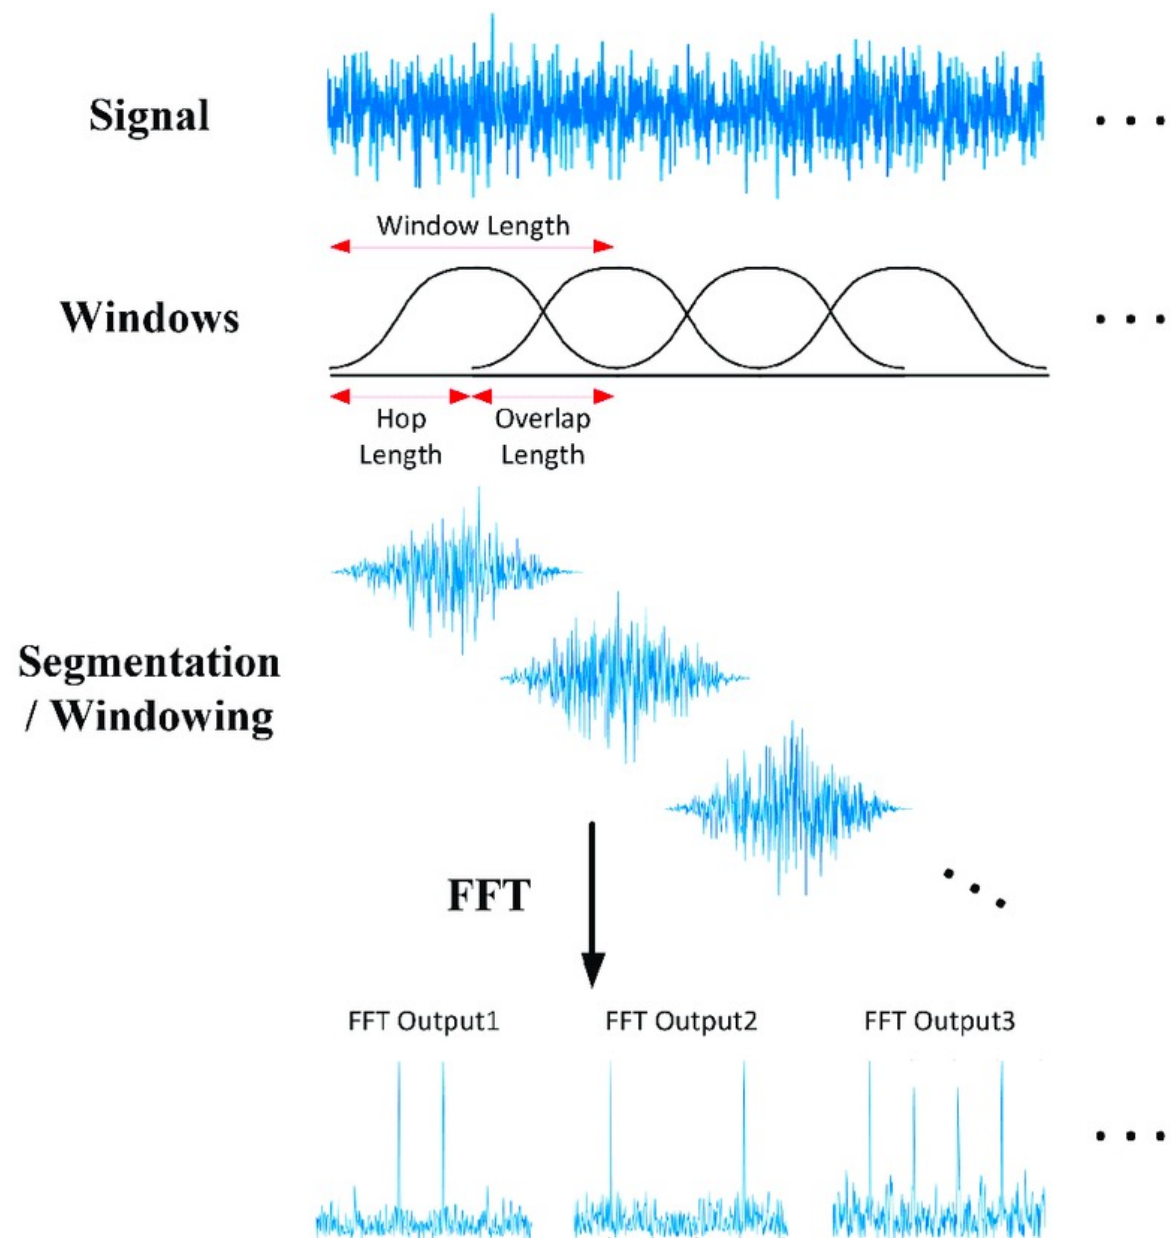 Signal
. . .
Window Length
Windows
. . .
Hop
Length
Overlap
Length
Segmentation
/ Windowing
FFT
. . .
FFT Output1
FFT Output2
FFT Output3
. . .